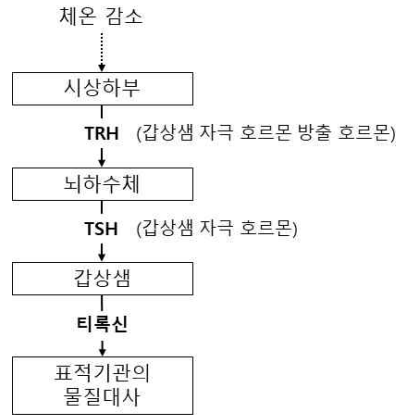 체온 감소
시상하부
TRH (갑상샘 자극 호르몬 방출 호르몬)
뇌하수체
TSH (갑상샘 자극 호르몬)
갑상샘
티록신
표적기관의
물질대사